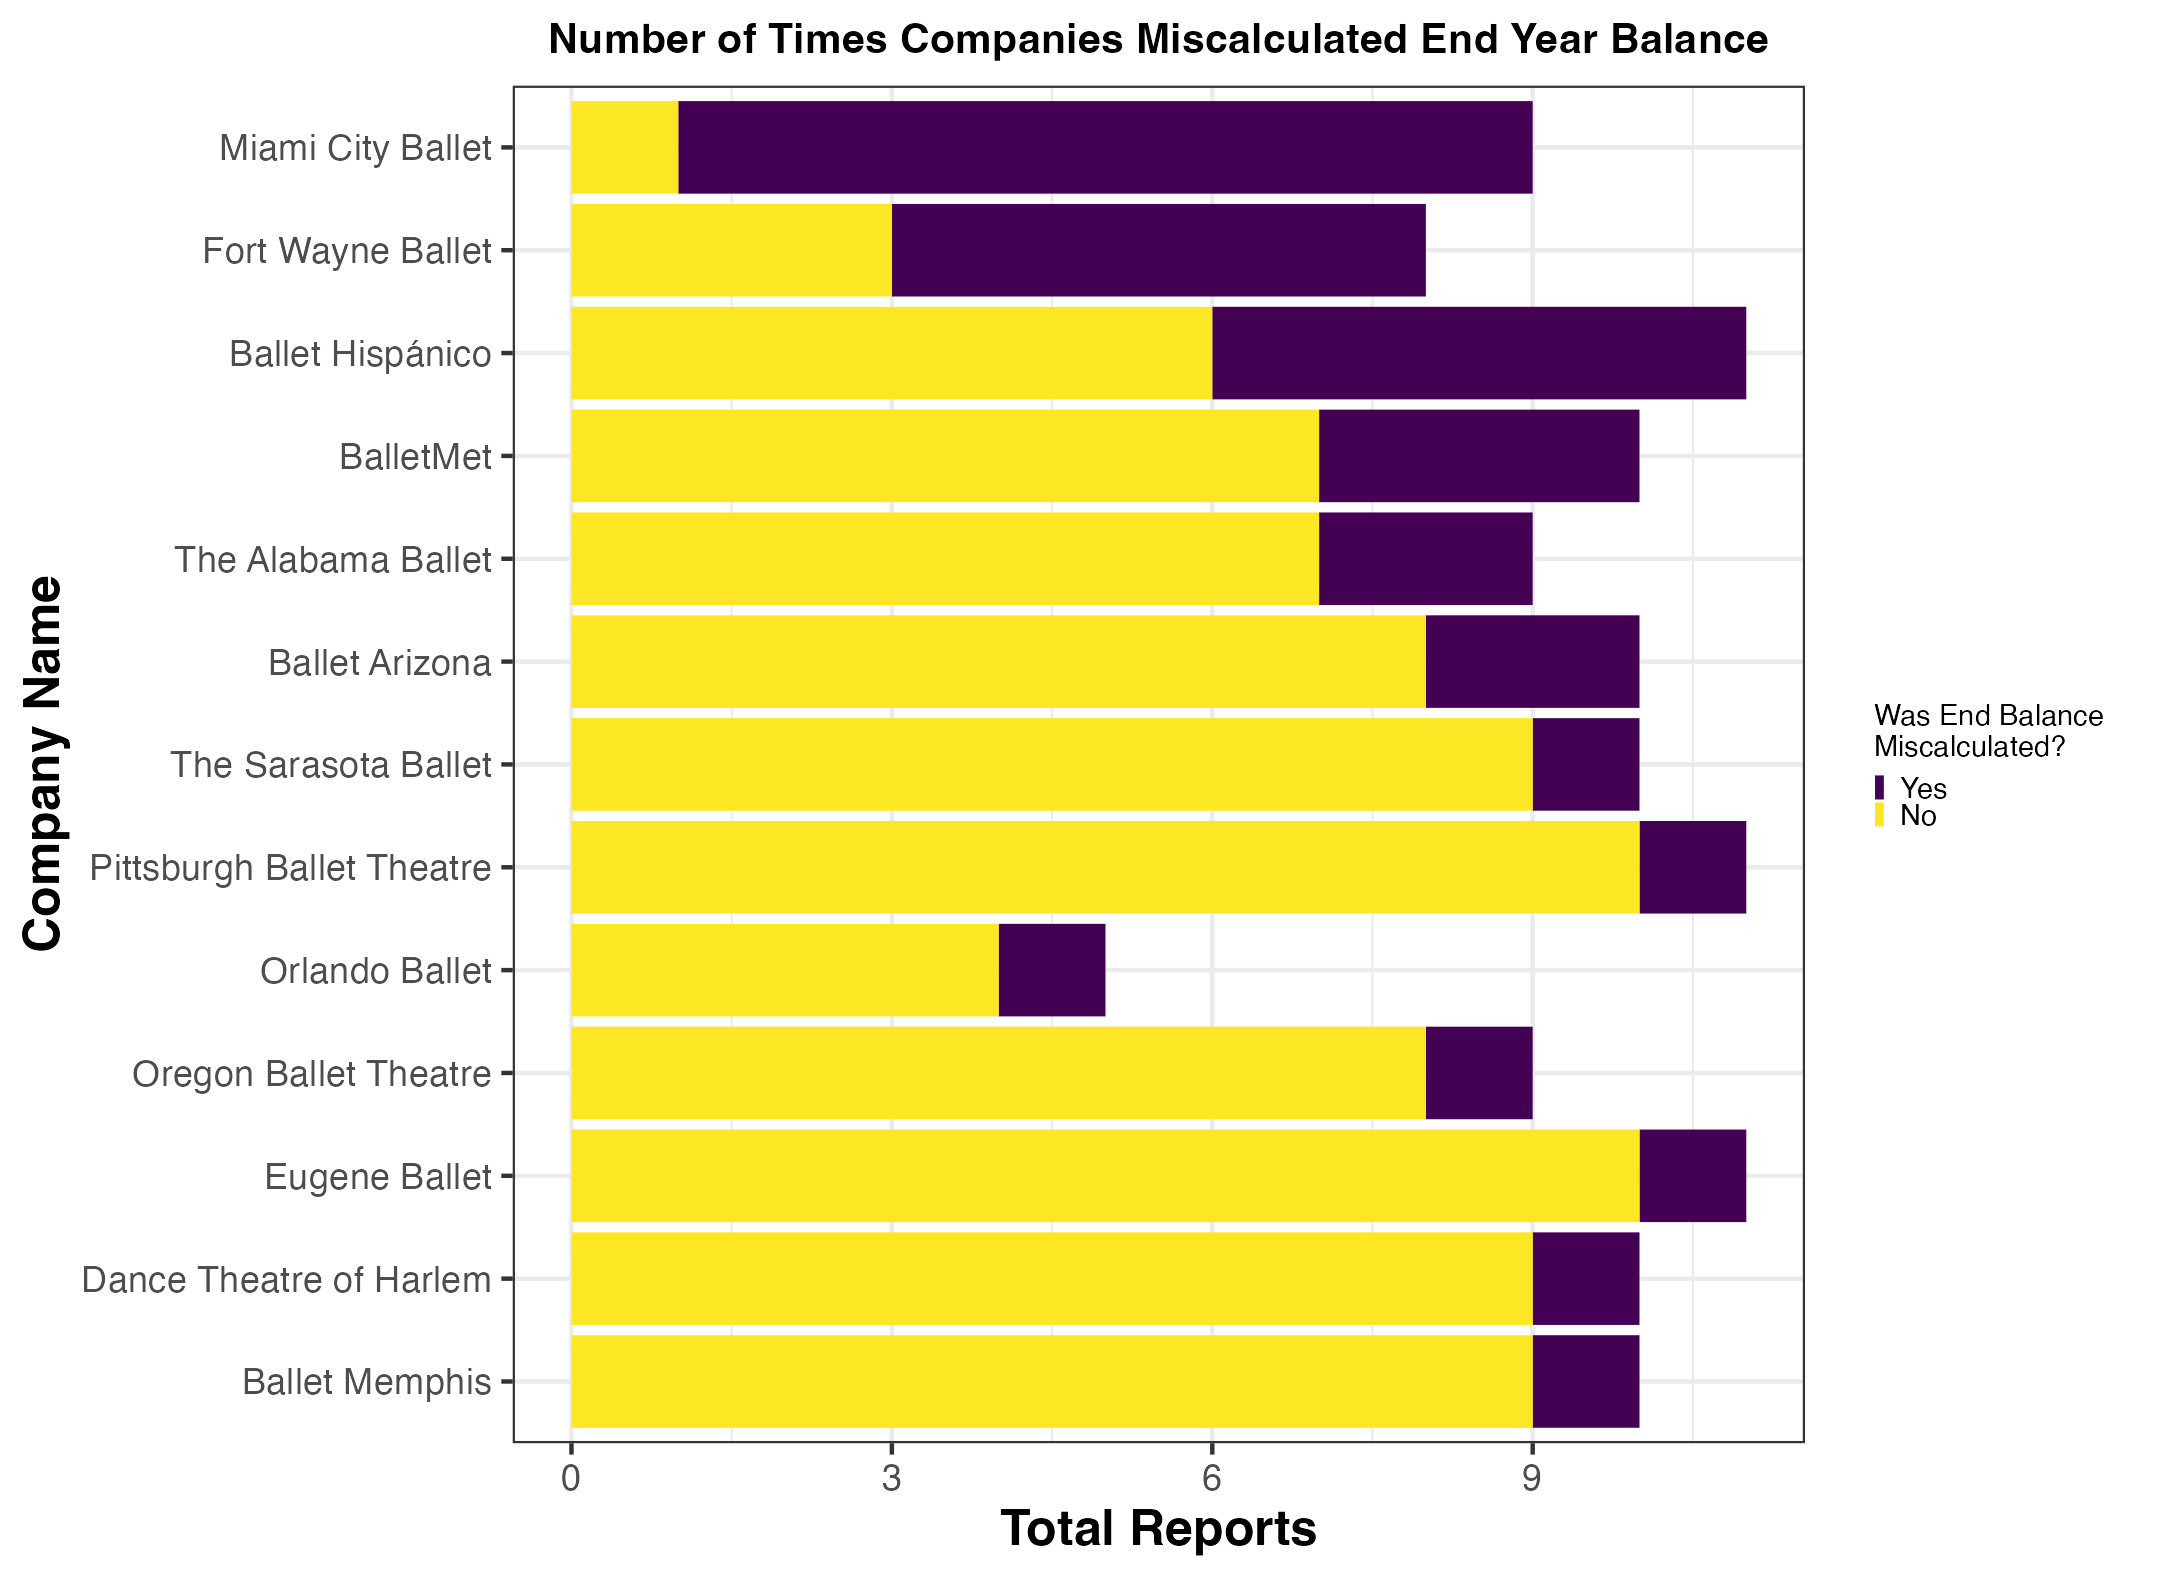 Number of Times Companies Miscalculated End Year Balance
Company Name
Miami City Ballet
Fort Wayne Ballet
Ballet Hispánico
BalletMet
The Alabama Ballet
Ballet Arizona
The Sarasota Ballet
Pittsburgh Ballet Theatre
Orlando Ballet
Oregon Ballet Theatre
Eugene Ballet
Dance Theatre of Harlem
Ballet Memphis
0 3 6 9
Total Reports
Was End Balance
Miscalculated?
Yes
No